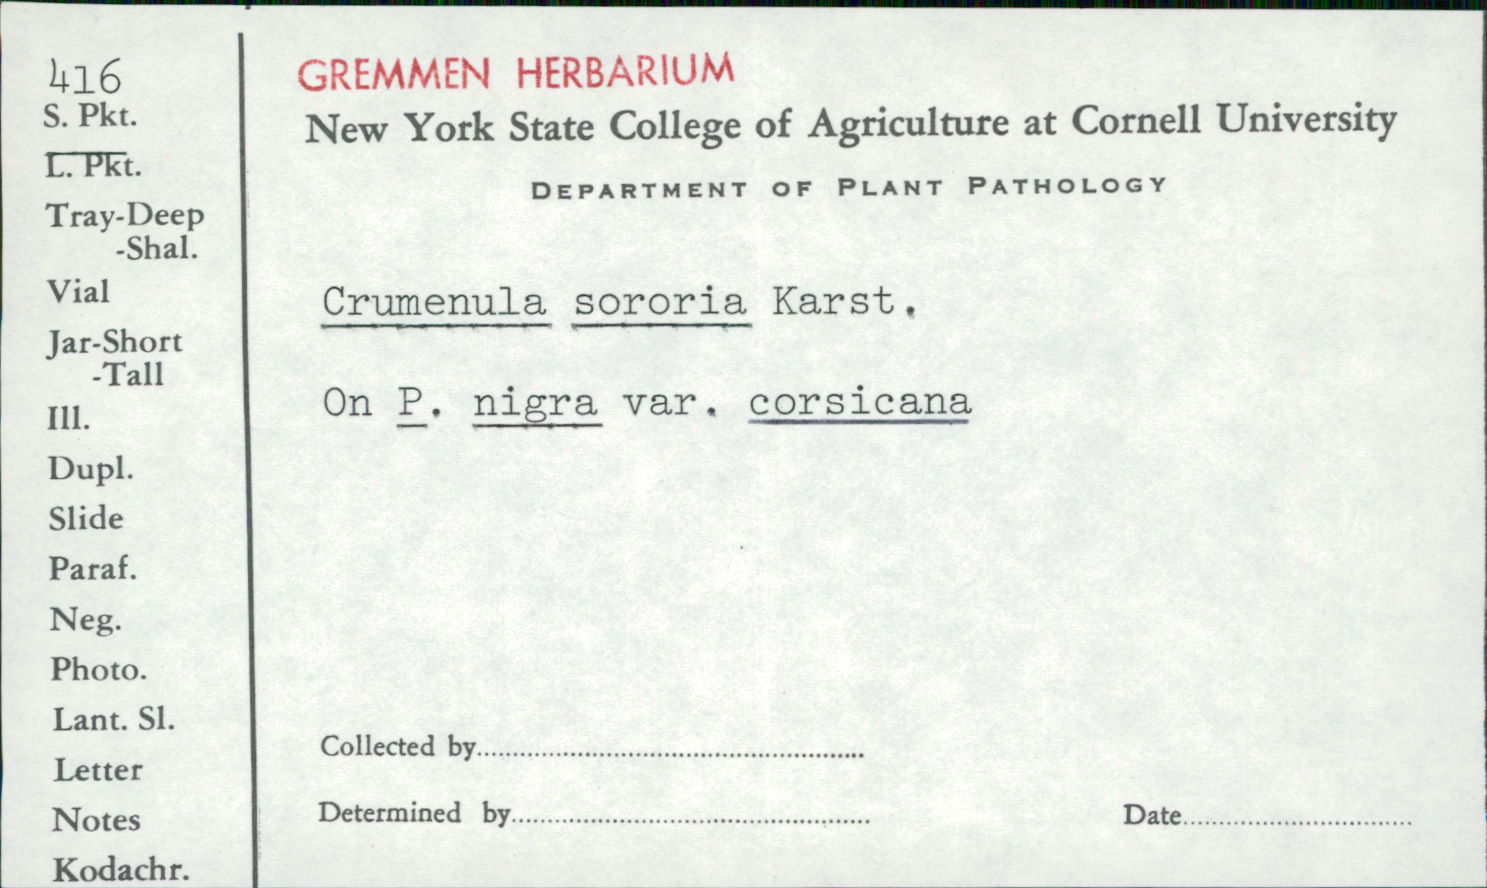 416
S. Pkt.
L. Pkt.
Tray-Deep
-Shal.
Vial
Jar-Short
-Tall
Ill.
Dupl.
Slide
Paraf.
Neg.
Photo.
Lant. Sl.
Letter
Notes
Kodachr.
GREMMEN HERBARIUM
New York State College of Agriculture at Cornell University
DEPARTMENT OF PLANT PATHOLOGY
Crumenula sororia Karst.
On P. nigra var. corsicana
Collected by
Determined by
Date